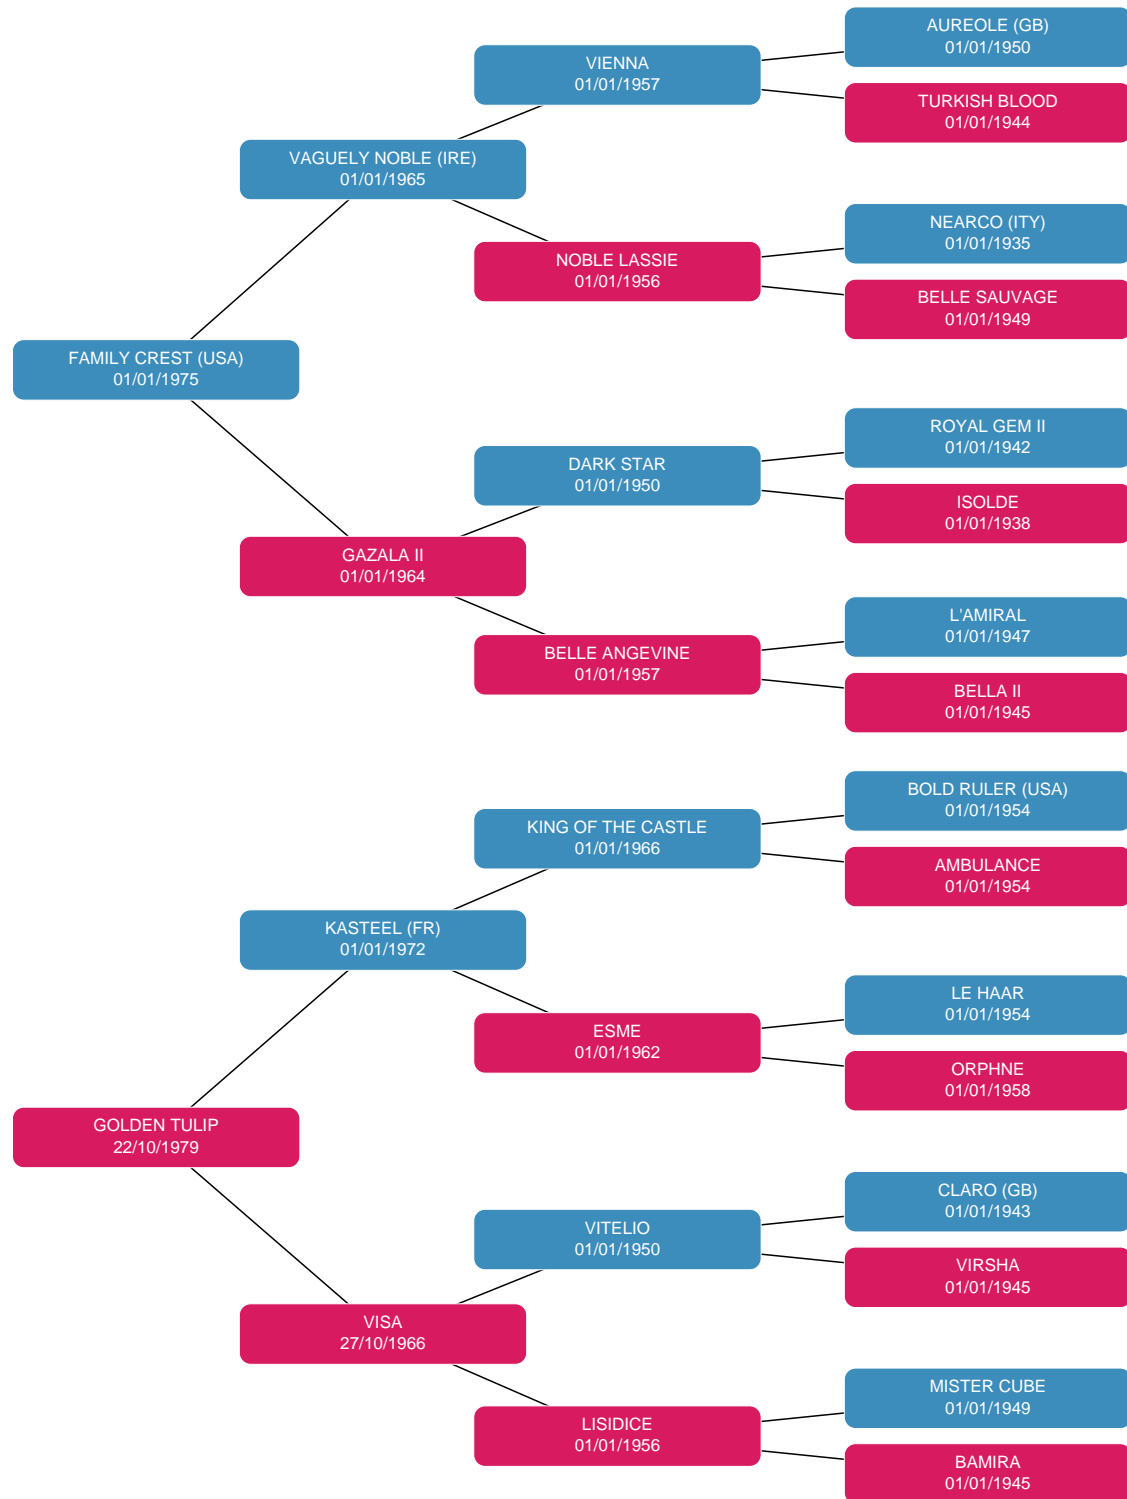 AUREOLE (GB)
01/01/1950
VIENNA
01/01/1957
TURKISH BLOOD
01/01/1944
VAGUELY NOBLE (IRE)
01/01/1965
NEARCO (ITY)
01/01/1935
NOBLE LASSIE
01/01/1956
BELLE SAUVAGE
01/01/1949
FAMILY CREST (USA)
01/01/1975
ROYAL GEM II
01/01/1942
DARK STAR
01/01/1950
ISOLDE
01/01/1938
GAZALA II
01/01/1964
L'AMIRAL
01/01/1947
BELLE ANGEVINE
01/01/1957
BELLA II
01/01/1945
BOLD RULER (USA)
01/01/1954
KING OF THE CASTLE
01/01/1966
AMBULANCE
01/01/1954
KASTEEL (FR)
01/01/1972
LE HAAR
01/01/1954
ESME
01/01/1962
ORPHNE
01/01/1958
GOLDEN TULIP
22/10/1979
CLARO (GB)
01/01/1943
VITELIO
01/01/1950
VIRSHA
01/01/1945
VISA
27/10/1966
MISTER CUBE
01/01/1949
LISIDICE
01/01/1956
BAMIRA
01/01/1945